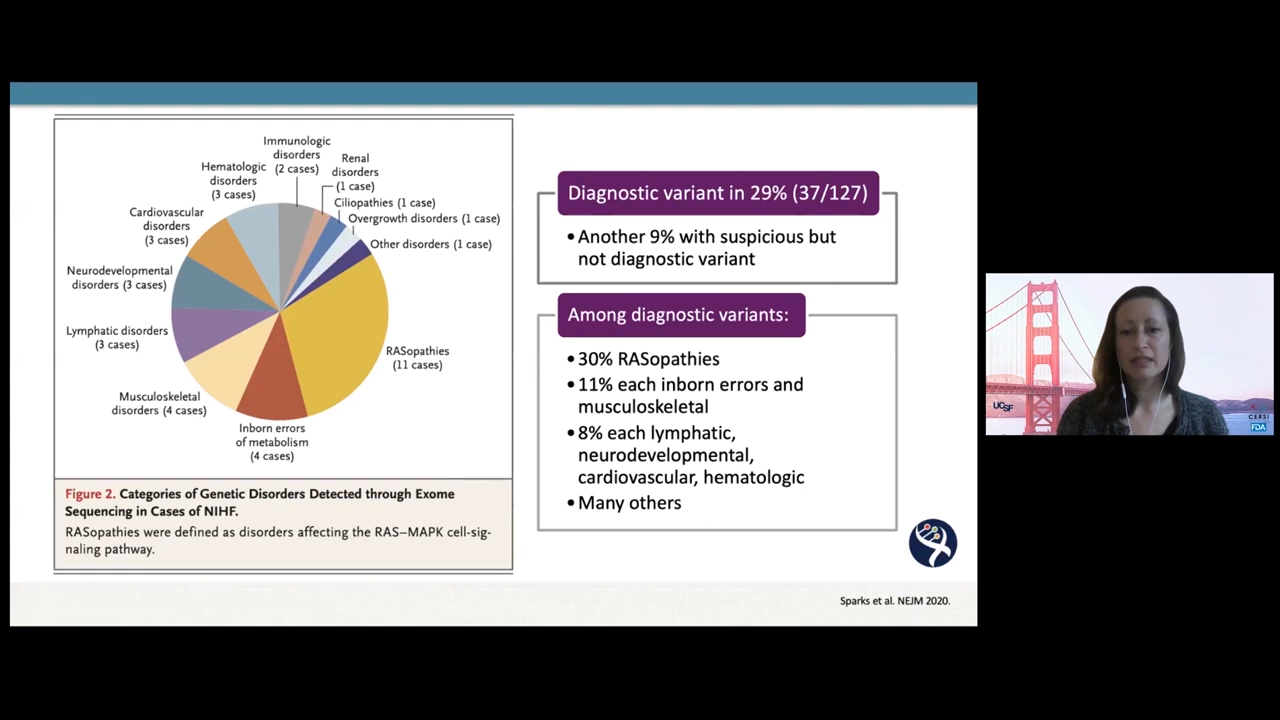 Immunologic
disorders
(2 cases)
Renal
disorders
(1 case)
Hematologic
disorders
(3 cases)
Ciliopathies (1 case)
Overgrowth disorders (1 case)
Cardiovascular
disorders
(3 cases)
Other disorders (1 case)
Neurodevelopmental
disorders (3 cases)
Lymphatic disorders
(3 cases)
RASopathies
(11 cases)
Musculoskeletal
disorders (4 cases)
Inborn errors
of metabolism
(4 cases)
Figure 2. Categories of Genetic Disorders Detected through Exome
Sequencing in Cases of NIHF.
RASopathies were defined as disorders affecting the RAS–MAPK cell-sig-
naling pathway.
Diagnostic variant in 29% (37/127)
•Another 9% with suspicious but
not diagnostic variant
Among diagnostic variants:
•30% RASopathies
•11% each inborn errors and
musculoskeletal
•8% each lymphatic,
neurodevelopmental,
cardiovascular, hematologic
•Many others
Sparks et al. NEJM 2020.
UCSF
CERSI
FDA